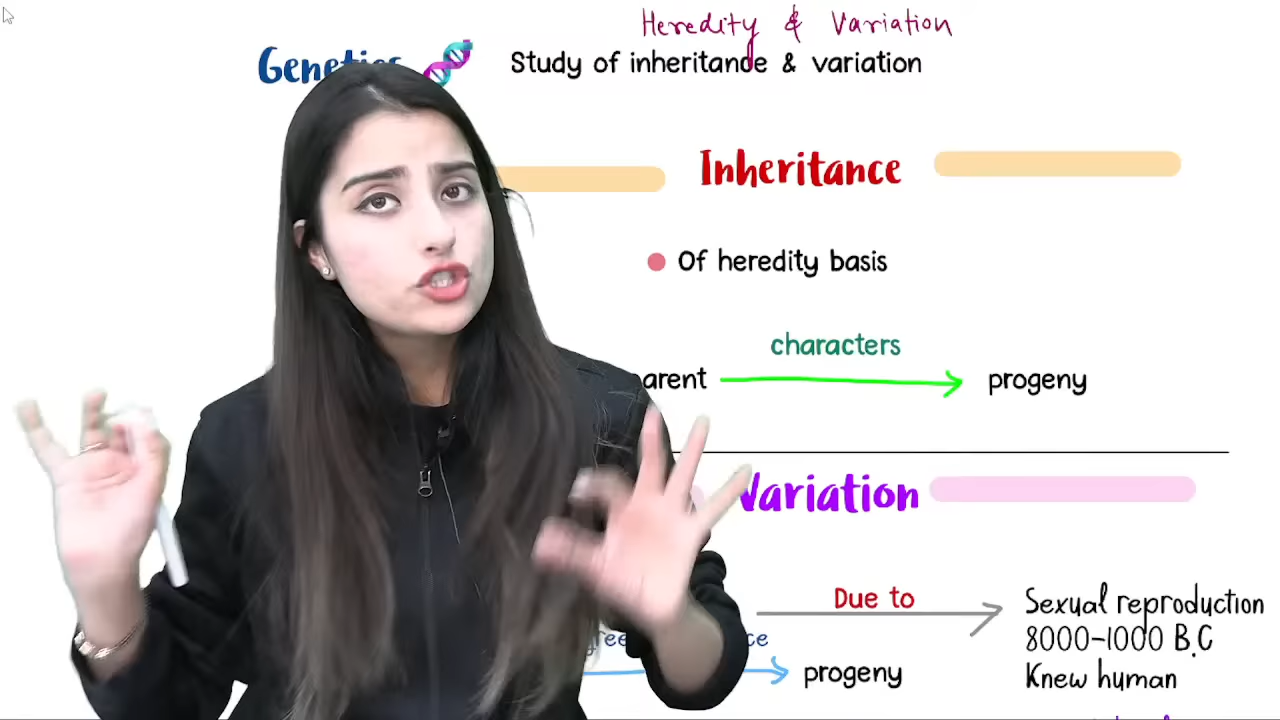 Heredity & Variation
Study of inheritance & variation
Inheritance
Of heredity basis
characters
progeny
Variation
Due to
Sexual reproduction
8000-1000 B.C
Knew human
progeny